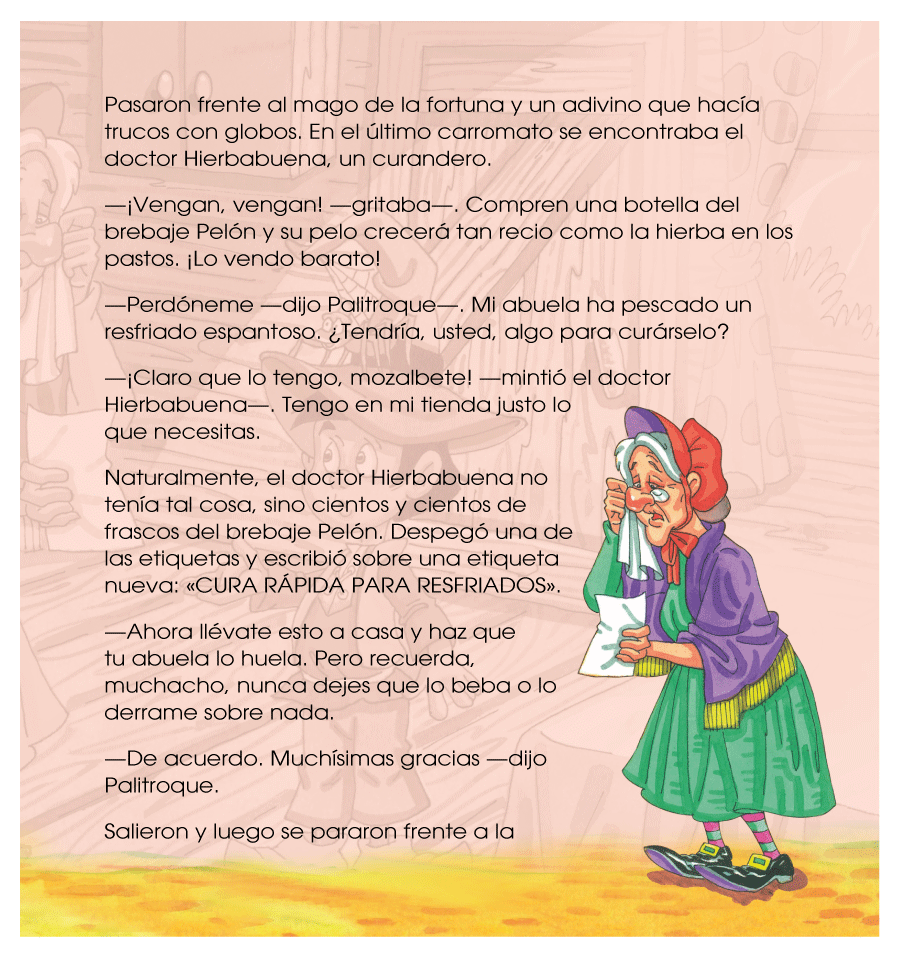 Pasaron frente al mago de la fortuna y un adivino que hacía
trucos con globos. En el último carromato se encontraba el
doctor Hierbabuena, un curandero.
—¡Vengan, vengan! —gritaba—. Compren una botella del
brebaje Pelón y su pelo crecerá tan recio como la hierba en los
pastos. ¡Lo vendo barato!
—Perdóneme —dijo Palitroque—. Mi abuela ha pescado un
resfriado espantoso. ¿Tendría, usted, algo para curárselo?
—¡Claro que lo tengo, mozalbete! —mintió el doctor
Hierbabuena—. Tengo en mi tienda justo lo
que necesitas.
Naturalmente, el doctor Hierbabuena no
tenía tal cosa, sino cientos y cientos de
frascos del brebaje Pelón. Despegó una de
las etiquetas y escribió sobre una etiqueta
nueva: «CURA RÁPIDA PARA RESFRIADOS».
—Ahora llévate esto a casa y haz que
tu abuela lo huela. Pero recuerda,
muchacho, nunca dejes que lo beba o lo
derrame sobre nada.
—De acuerdo. Muchísimas gracias —dijo
Palitroque.
Salieron y luego se pararon frente a la